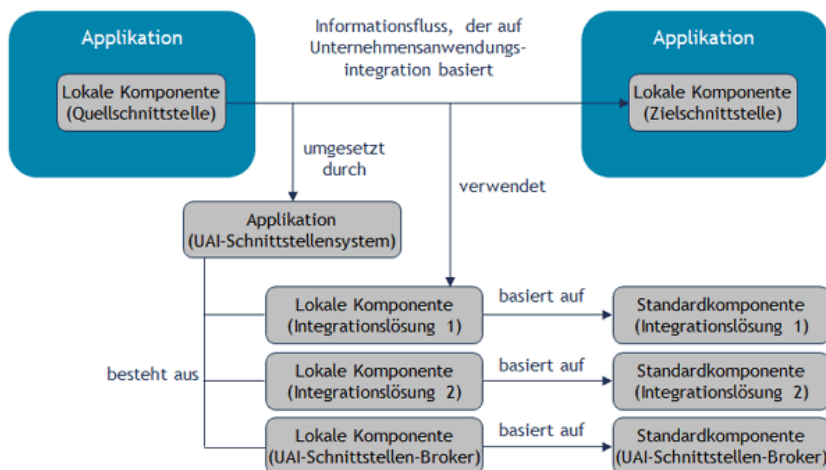 Applikation
Informationsfluss, der auf
Unternehmensanwendungs-
integration basiert
Applikation
Lokale Komponente
(Quellschnittstelle)
Lokale Komponente
(Zielschnittstelle)
umgesetzt
durch
verwendet
Applikation
(UAI-Schnittstellensystem)
Lokale Komponente
(Integrationslösung 1)
basiert auf
Standardkomponente
(Integrationslösung 1)
besteht aus
Lokale Komponente
(Integrationslösung 2)
basiert auf
Standardkomponente
(Integrationslösung 2)
Lokale Komponente
(UAI-Schnittstellen-Broker)
basiert auf
Standardkomponente
(UAI-Schnittstellen-Broker)